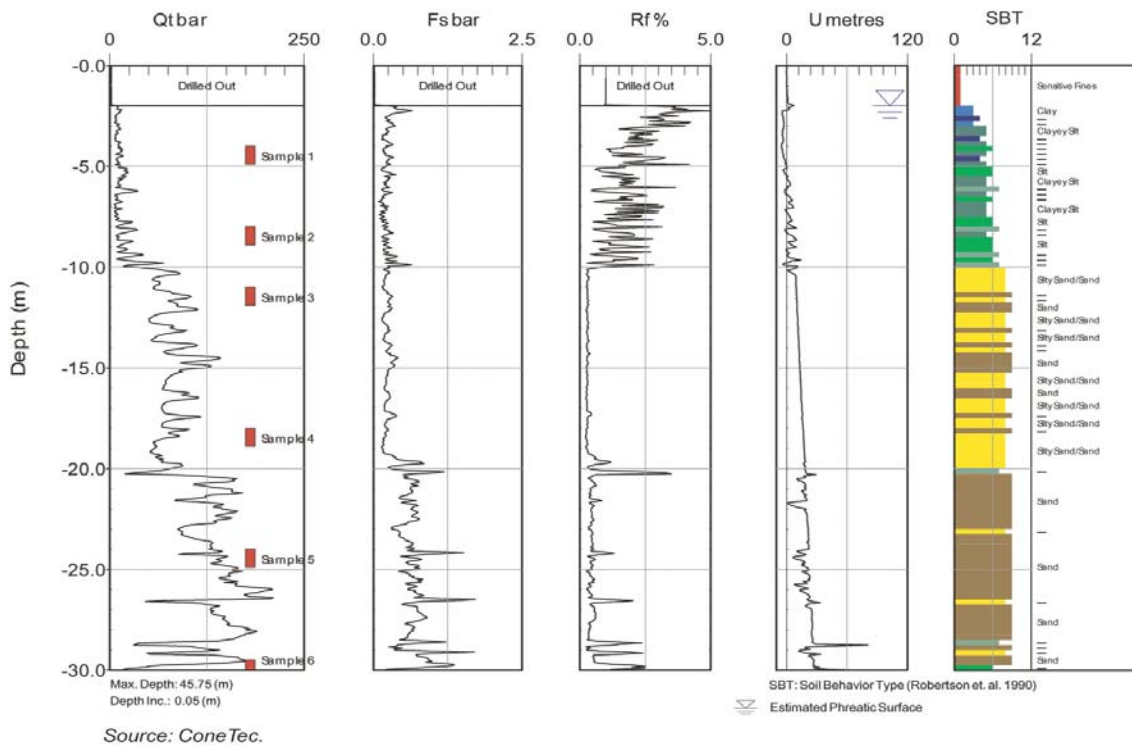 Qt bar Fs bar Rf % U metres SBT
0 250 0.0 2.5 0.0 5.0 0 120 0 12
-0.0
Drilled Out Drilled Out Drilled Out
Sensitive Fines
Clay
Clayey Silt
Sample 1
-5.0
Silt
Clayey Silt
Clayey Silt
Silt
Sample 2
Silt
-10.0
Silty Sand/Sand
Sample 3
Sand
Silty Sand/Sand
Silty Sand/Sand
Depth (m)
-15.0
Sand
Silty Sand/Sand
Sand
Silty Sand/Sand
Silty Sand/Sand
Sample 4
Silty Sand/Sand
-20.0
Sand
Sample 5
-25.0
Sand
Sand
Sample 6
Sand
-30.0
Max. Depth: 45.75 (m)
Depth Inc.: 0.05 (m)
SBT: Soil Behavior Type (Robertson et. al. 1990)
Estimated Phreatic Surface
Source: ConeTec.